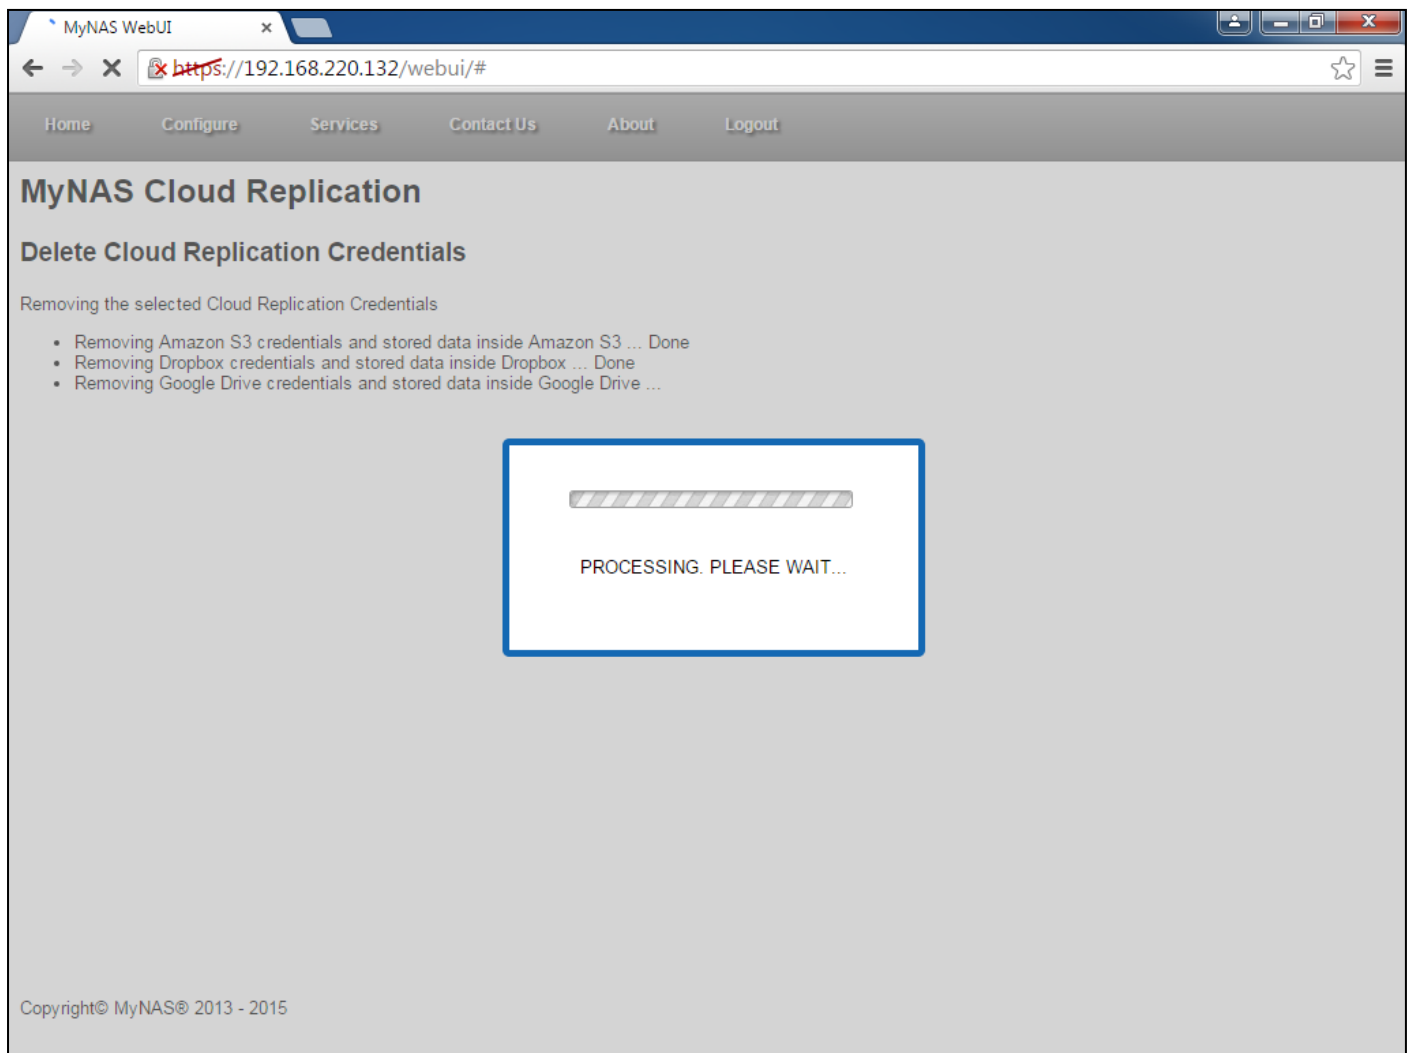 MyNAS WebUI
https://192.168.220.132/webui/#
Home Configure Services Contact Us About Logout
MyNAS Cloud Replication
Delete Cloud Replication Credentials
Removing the selected Cloud Replication Credentials
• Removing Amazon S3 credentials and stored data inside Amazon S3 ... Done
• Removing Dropbox credentials and stored data inside Dropbox ... Done
• Removing Google Drive credentials and stored data inside Google Drive ...
PROCESSING. PLEASE WAIT...
Copyright© MyNAS® 2013 - 2015